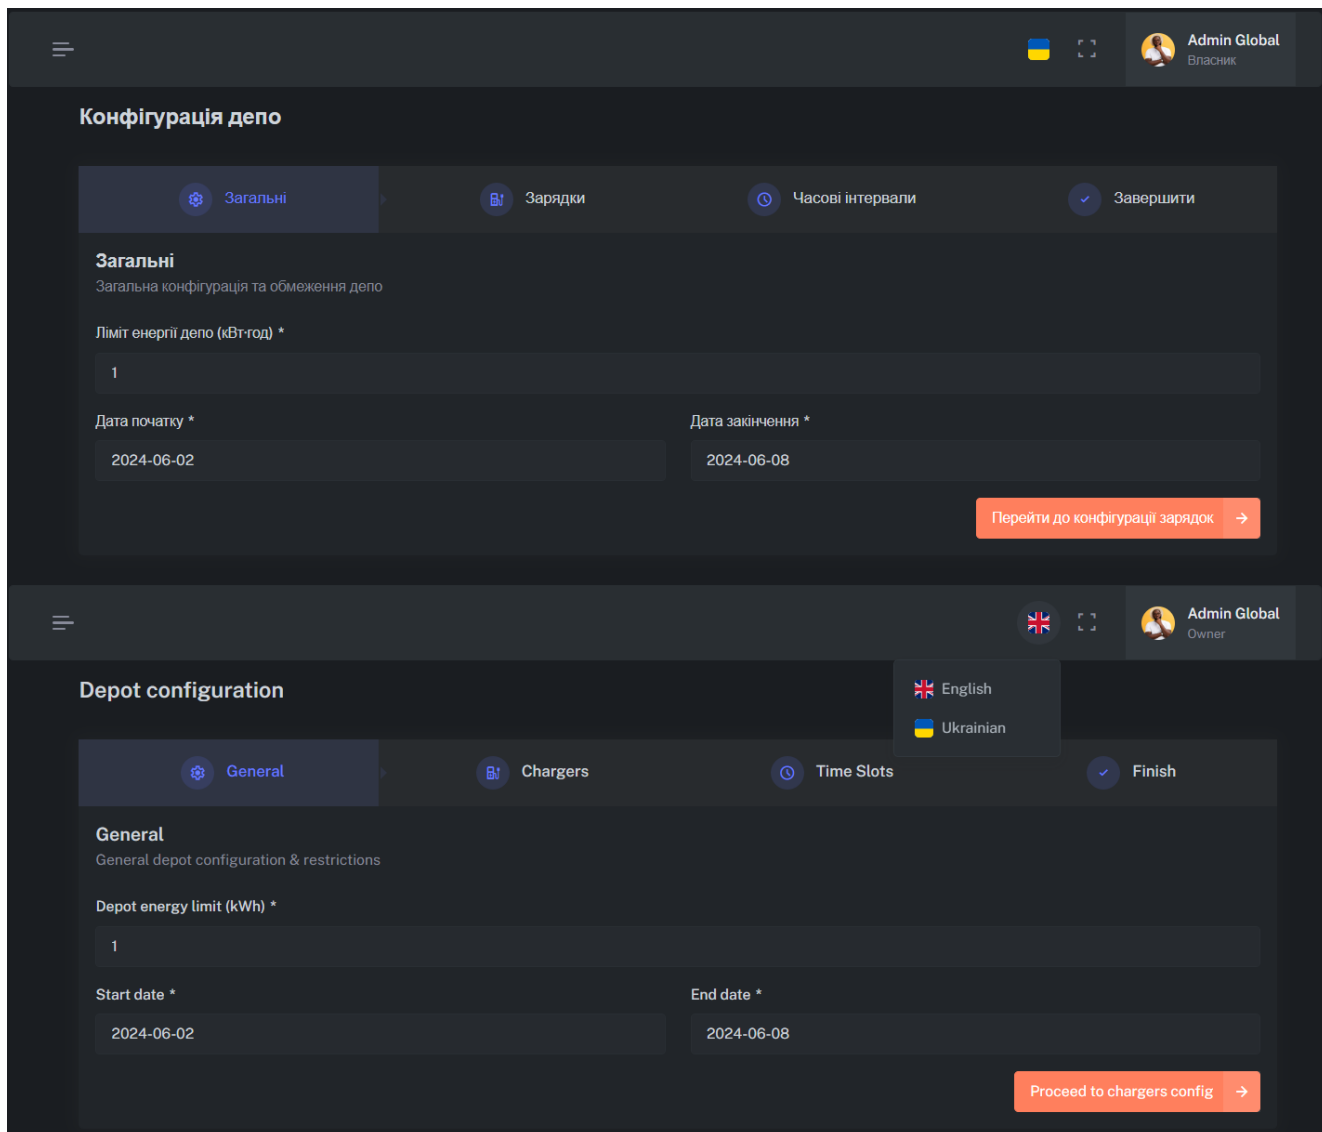 Admin Global
Власник
Конфігурація депо
Загальні
Зарядки
Часові інтервали
Завершити
Загальні
Загальна конфігурація та обмеження депо
Ліміт енергії депо (кВт·год) *
1
Дата початку *
Дата закінчення *
2024-06-02
2024-06-08
Перейти до конфігурації зарядок
Admin Global
Owner
Depot configuration
English
Ukrainian
General
Chargers
Time Slots
Finish
General
General depot configuration & restrictions
Depot energy limit (kWh) *
1
Start date *
End date *
2024-06-02
2024-06-08
Proceed to chargers config